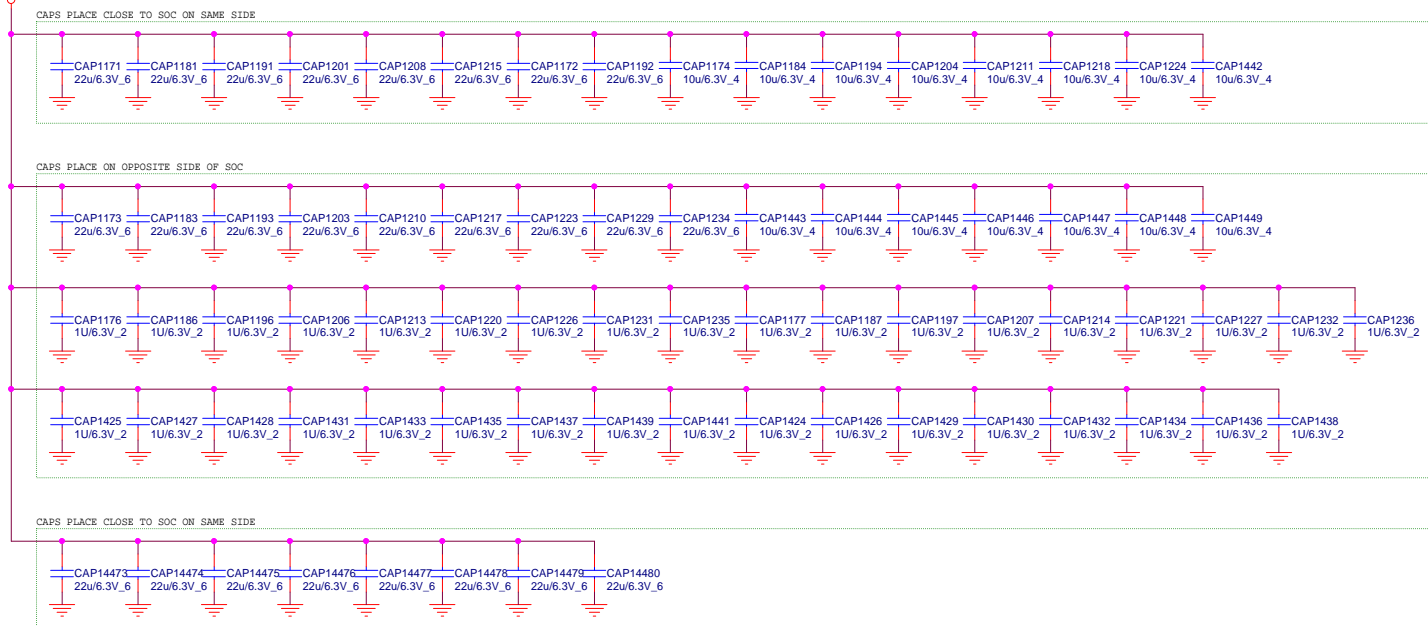 CAPS PLACE CLOSE TO SOC ON SAME SIDE
CAP1171 CAP1181 CAP1191 CAP1201 CAP1208 CAP1215 CAP1172 CAP1192 CAP1174 CAP1184 CAP1194 CAP1204 CAP1211 CAP1218 CAP1224 CAP1442
22u/6.3V_6 22u/6.3V_6 22u/6.3V_6 22u/6.3V_6 22u/6.3V_6 22u/6.3V_6 22u/6.3V_6 22u/6.3V_6 10u/6.3V_4 10u/6.3V_4 10u/6.3V_4 10u/6.3V_4 10u/6.3V_4 10u/6.3V_4 10u/6.3V_4 10u/6.3V_4
CAPS PLACE ON OPPOSITE SIDE OF SOC
CAP1173 CAP1183 CAP1193 CAP1203 CAP1210 CAP1217 CAP1223 CAP1229 CAP1234 CAP1443 CAP1444 CAP1445 CAP1446 CAP1447 CAP1448 CAP1449
22u/6.3V_6 22u/6.3V_6 22u/6.3V_6 22u/6.3V_6 22u/6.3V_6 22u/6.3V_6 22u/6.3V_6 22u/6.3V_6 22u/6.3V_6 10u/6.3V_4 10u/6.3V_4 10u/6.3V_4 10u/6.3V_4 10u/6.3V_4 10u/6.3V_4 10u/6.3V_4
CAP1176 CAP1186 CAP1196 CAP1206 CAP1213 CAP1220 CAP1226 CAP1231 CAP1235 CAP1177 CAP1187 CAP1197 CAP1207 CAP1214 CAP1221 CAP1227 CAP1232 CAP1236
1U/6.3V_2 1U/6.3V_2 1U/6.3V_2 1U/6.3V_2 1U/6.3V_2 1U/6.3V_2 1U/6.3V_2 1U/6.3V_2 1U/6.3V_2 1U/6.3V_2 1U/6.3V_2 1U/6.3V_2 1U/6.3V_2 1U/6.3V_2 1U/6.3V_2 1U/6.3V_2 1U/6.3V_2 1U/6.3V_2
CAP1425 CAP1427 CAP1428 CAP1431 CAP1433 CAP1435 CAP1437 CAP1439 CAP1441 CAP1424 CAP1426 CAP1429 CAP1430 CAP1432 CAP1434 CAP1436 CAP1438
1U/6.3V_2 1U/6.3V_2 1U/6.3V_2 1U/6.3V_2 1U/6.3V_2 1U/6.3V_2 1U/6.3V_2 1U/6.3V_2 1U/6.3V_2 1U/6.3V_2 1U/6.3V_2 1U/6.3V_2 1U/6.3V_2 1U/6.3V_2 1U/6.3V_2 1U/6.3V_2 1U/6.3V_2
CAPS PLACE CLOSE TO SOC ON SAME SIDE
CAP14473 CAP14474 CAP14475 CAP14476 CAP14477 CAP14478 CAP14479 CAP14480
22u/6.3V_6 22u/6.3V_6 22u/6.3V_6 22u/6.3V_6 22u/6.3V_6 22u/6.3V_6 22u/6.3V_6 22u/6.3V_6